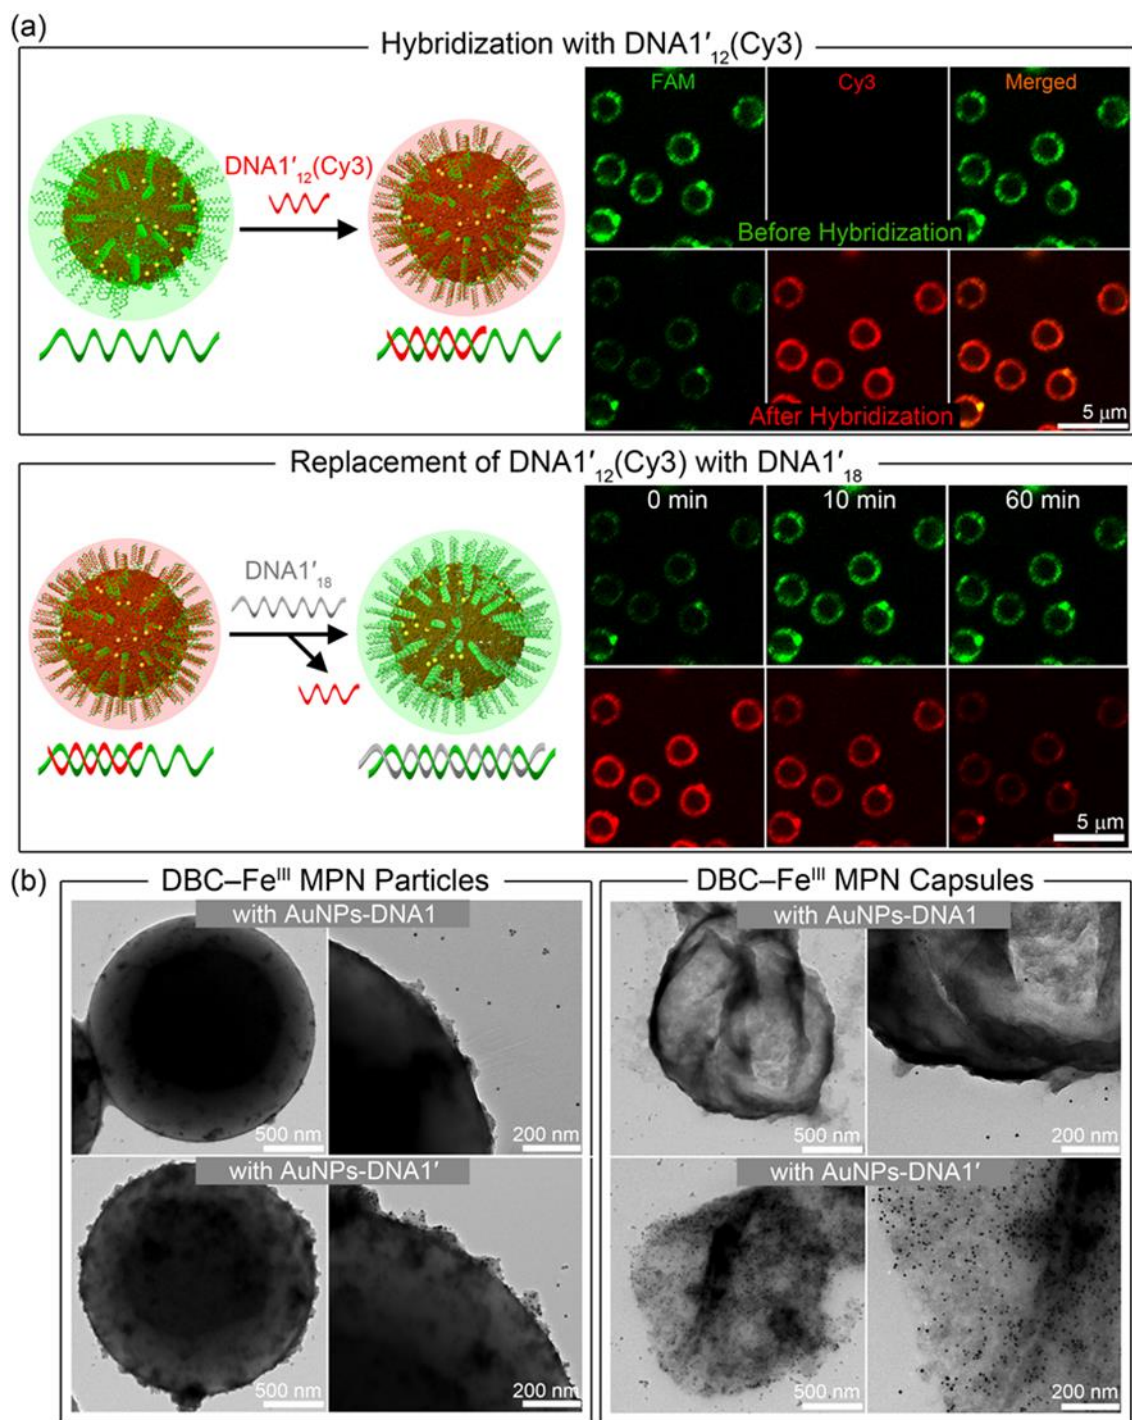 (a)
Hybridization with DNA1′₁₂(Cy3)
DNA1′₁₂(Cy3)
FAM
Cy3
Merged
Before Hybridization
After Hybridization
5 μm
Replacement of DNA1′₁₂(Cy3) with DNA1′₁₈
DNA1′₁₈
0 min
10 min
60 min
5 μm
(b)
DBC–Feᴵᴵᴵ MPN Particles
with AuNPs-DNA1
500 nm
200 nm
with AuNPs-DNA1′
500 nm
200 nm
DBC–Feᴵᴵᴵ MPN Capsules
with AuNPs-DNA1
500 nm
200 nm
with AuNPs-DNA1′
500 nm
200 nm